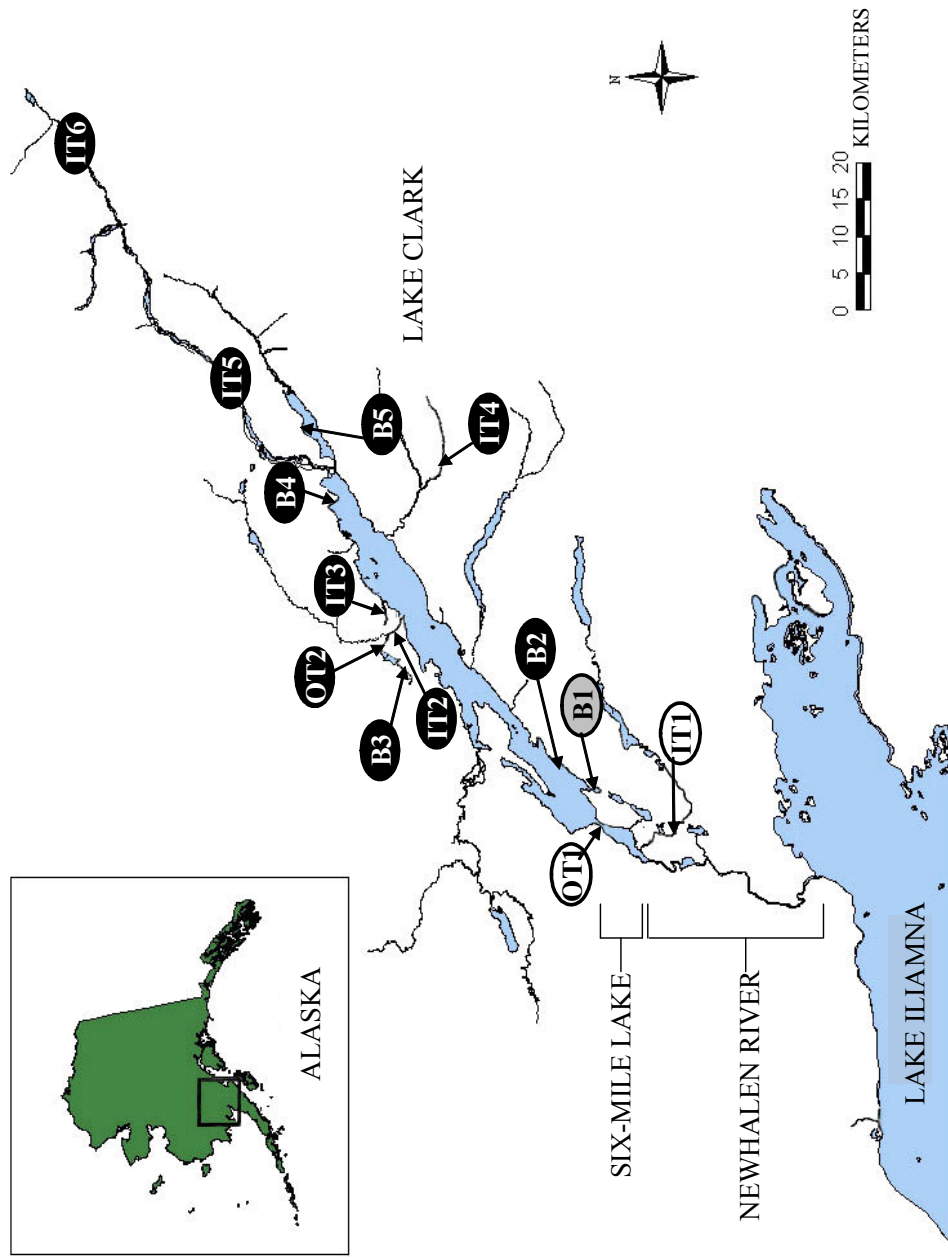 ALASKA
N
0 5 10 15 20
KILOMETERS
LAKE CLARK
IT6
IT5
B5
IT4
B4
IT3
OT2
IT2
B3
B2
B1
IT1
OT1
SIX-MILE LAKE
NEWHALEN RIVER
LAKE ILIAMNA